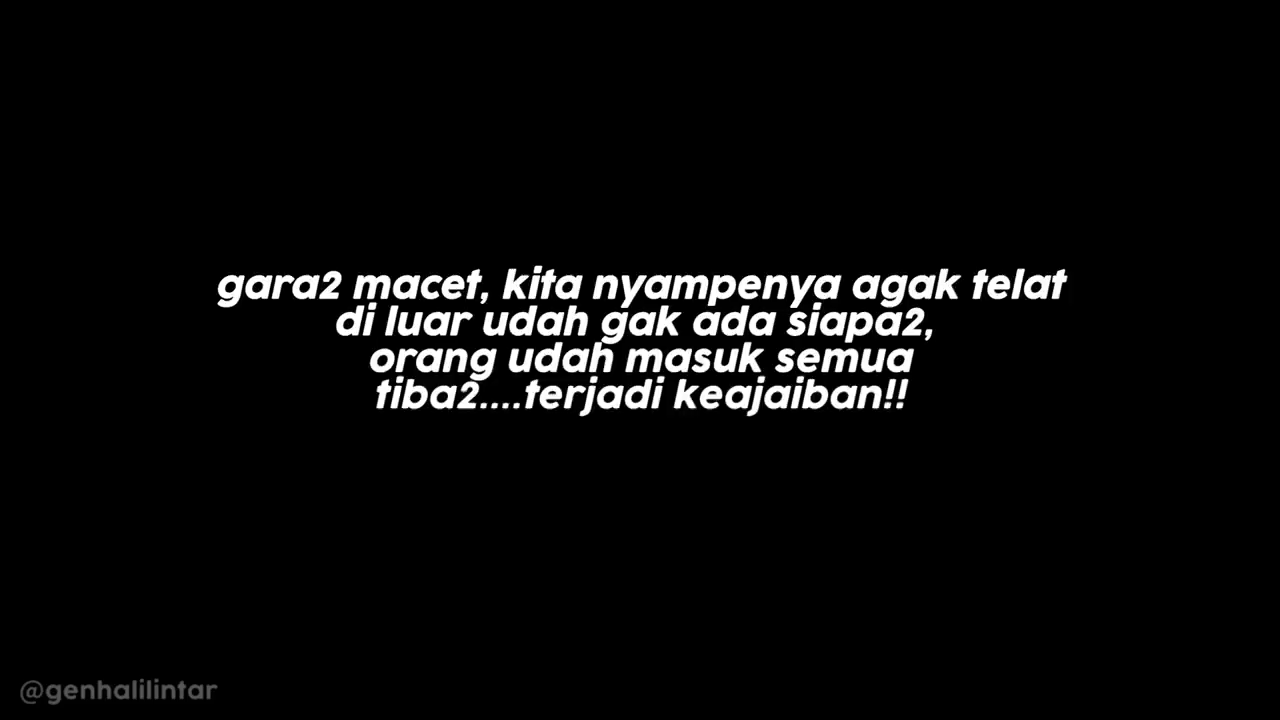 gara2 macet, kita nyampenya agak telat
di luar udah gak ada siapa2,
orang udah masuk semua
tiba2....terjadi keajaiban!!
@genhalilintar